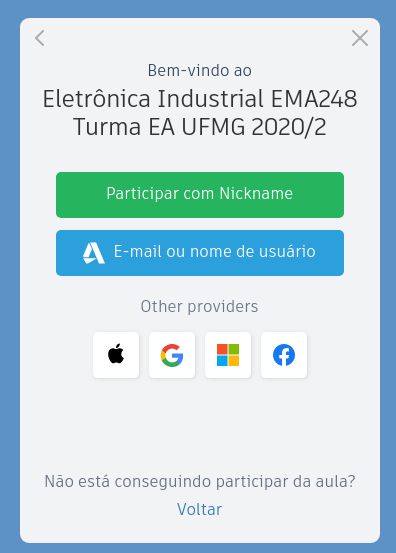 Bem-vindo ao
Eletrônica Industrial EMA248
Turma EA UFMG 2020/2
Participar com Nickname
E-mail ou nome de usuário
Other providers
Não está conseguindo participar da aula?
Voltar